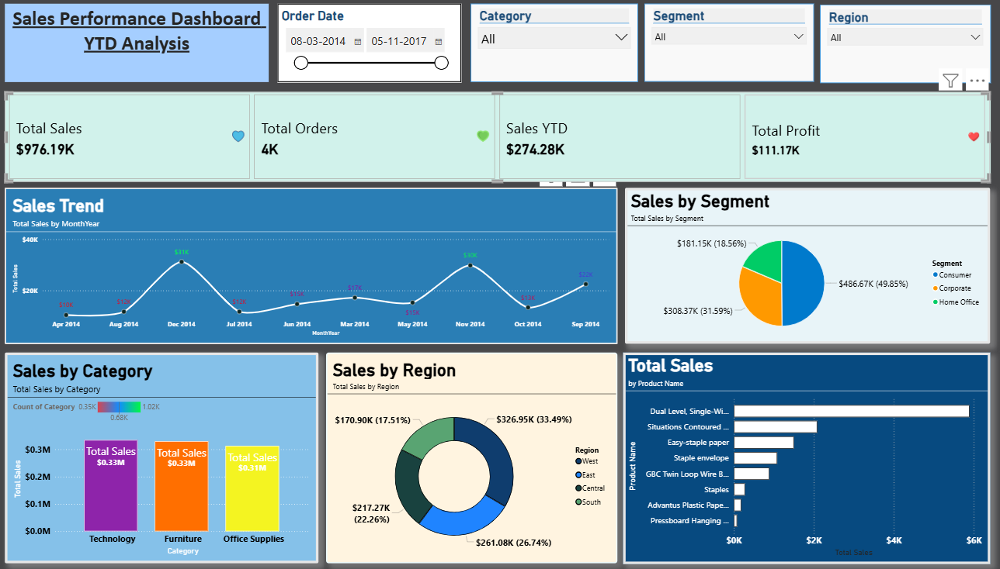 Sales Performance Dashboard
YTD Analysis
Order Date
08-03-2014
05-11-2017
Category
All
Segment
All
Region
All
Total Sales
$976.19K
Total Orders
4K
Sales YTD
$274.28K
Total Profit
$111.17K
Sales Trend
Total Sales by MonthYear
Total Sales
$40K
$20K
$10K
$12K
$31K
$12K
$15K
$17K
$15K
$30K
$13K
$22K
Apr 2014
Aug 2014
Dec 2014
Jul 2014
Jun 2014
Mar 2014
May 2014
Nov 2014
Oct 2014
Sep 2014
MonthYear
Sales by Segment
Total Sales by Segment
$181.15K (18.56%)
$486.67K (49.85%)
$308.37K (31.59%)
Segment
Consumer
Corporate
Home Office
Sales by Category
Total Sales by Category
Count of Category 0.35K 1.02K
0.68K
Total Sales
$0.3M
$0.2M
$0.1M
$0.0M
Total Sales
$0.33M
Total Sales
$0.33M
Total Sales
$0.31M
Technology
Furniture
Office Supplies
Category
Sales by Region
Total Sales by Region
$170.90K (17.51%)
$326.95K (33.49%)
$217.27K
(22.26%)
$261.08K (26.74%)
Region
West
East
Central
South
Total Sales
by Product Name
Product Name
Dual Level, Single-Wi...
Situations Contoured ...
Easy-staple paper
Staple envelope
GBC Twin Loop Wire B...
Staples
Advantus Plastic Pape...
Pressboard Hanging ...
$0K
$2K
$4K
$6K
Total Sales